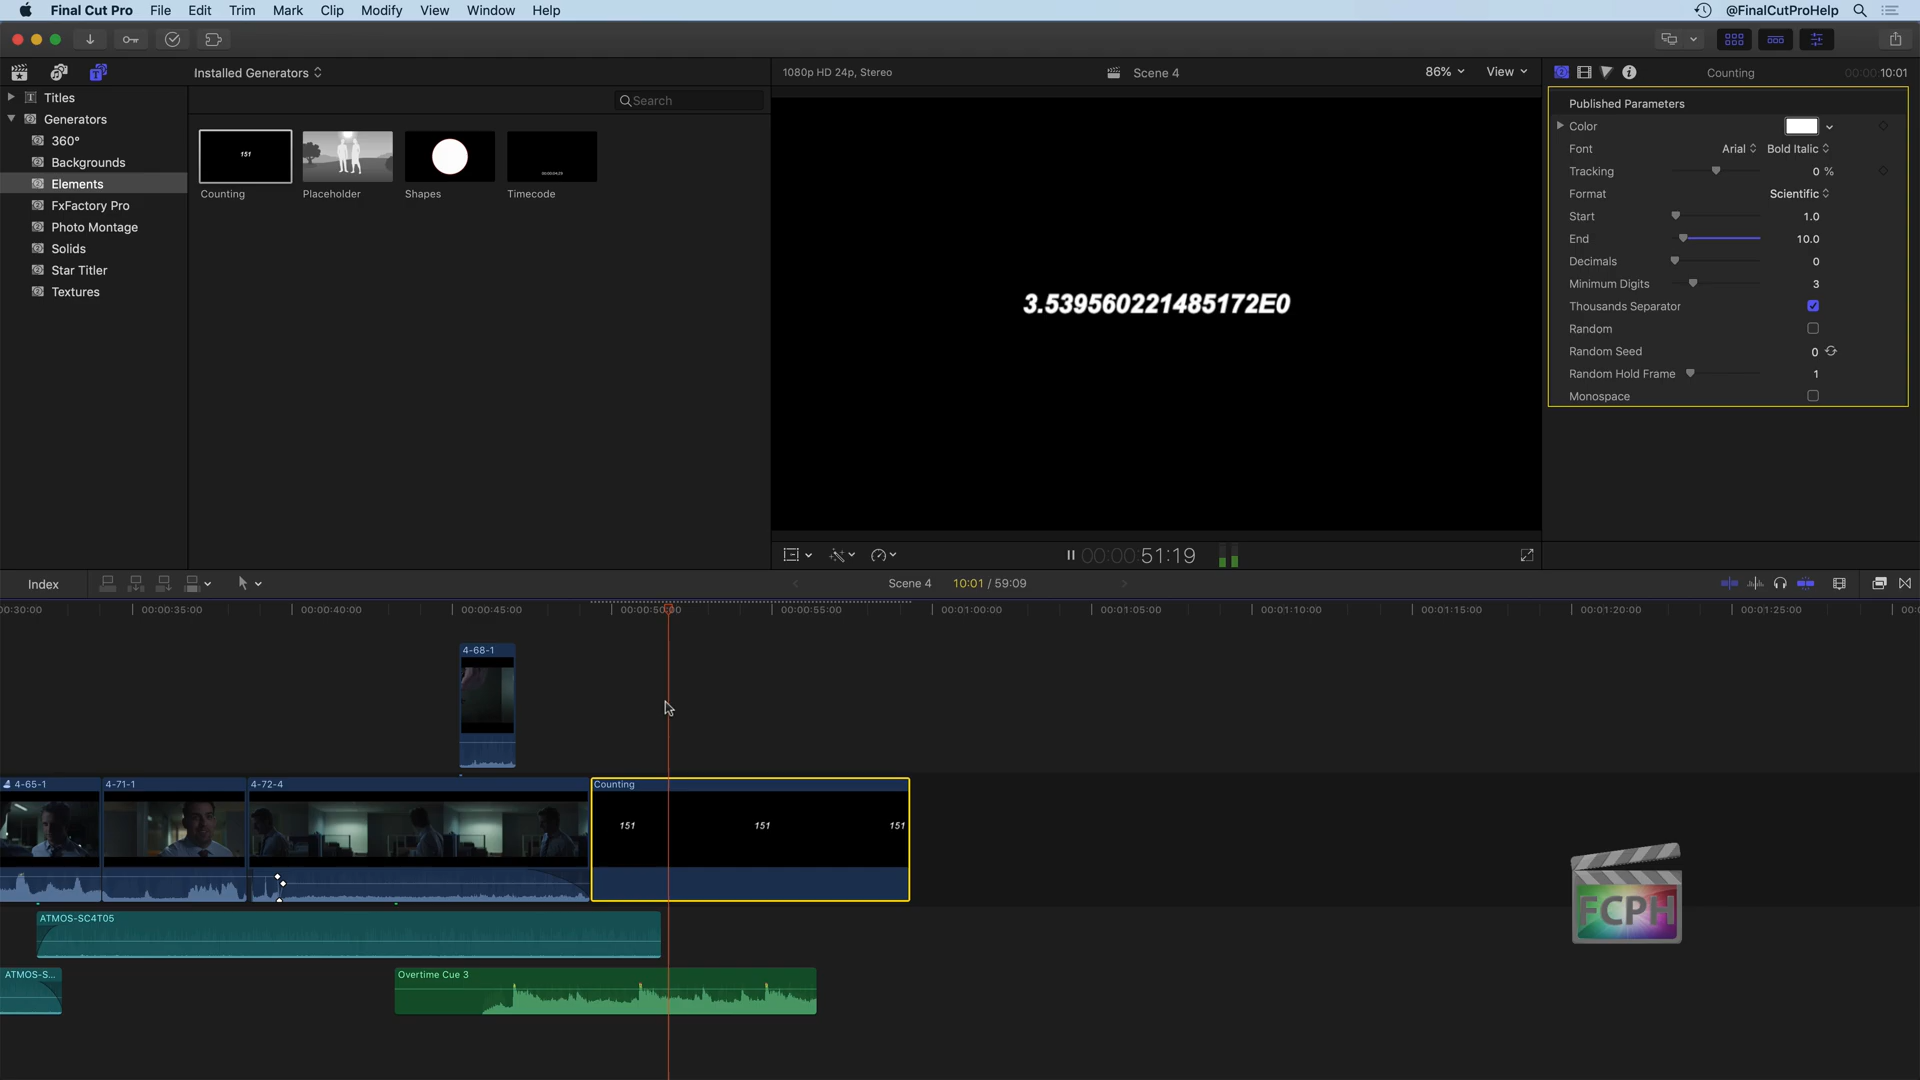 Final Cut Pro File Edit Trim Mark Clip Modify View Window Help @FinalCutProHelp
Installed Generators
1080p HD 24p, Stereo Scene 4 86% View
Counting 00:00:10:01
Titles
Generators
360°
Backgrounds
Elements
FxFactory Pro
Photo Montage
Solids
Star Titler
Textures
Search
151
00:00:04;29
Counting Placeholder Shapes Timecode
3.539560221485172E0
Published Parameters
Color
Font Arial Bold Italic
Tracking 0 %
Format Scientific
Start 1.0
End 10.0
Decimals 0
Minimum Digits 3
Thousands Separator
Random
Random Seed 0
Random Hold Frame 1
Monospace
00:00:51:19
Index Scene 4 10:01 / 59:09
00:30:00 00:00:35:00 00:00:40:00 00:00:45:00 00:00:50:00 00:00:55:00 00:01:00:00 00:01:05:00 00:01:10:00 00:01:15:00 00:01:20:00 00:01:25:00
4-68-1
4-65-1 4-71-1 4-72-4 Counting
151 151 151
ATMOS-SC4T05
ATMOS-S... Overtime Cue 3
FCPH